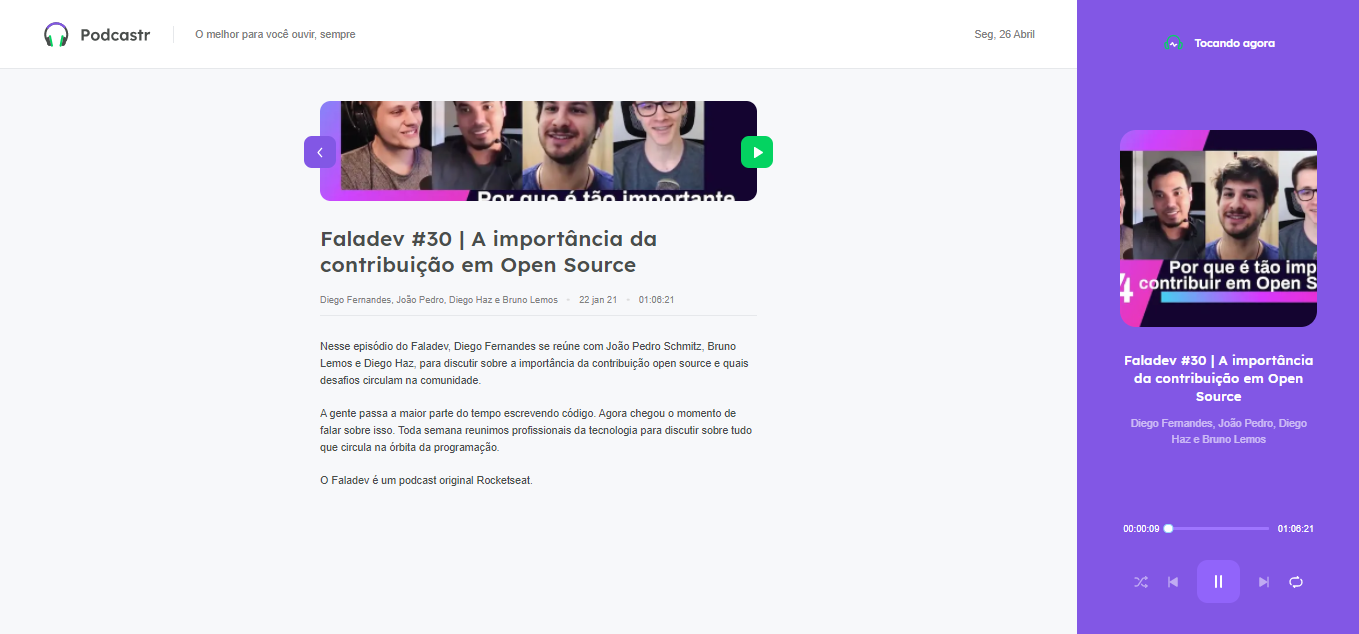 Podcastr
O melhor para você ouvir, sempre
Seg, 26 Abril
Por que é tão importante
Faladev #30 | A importância da
contribuição em Open Source
Diego Fernandes, João Pedro, Diego Haz e Bruno Lemos
22 jan 21
01:06:21
Nesse episódio do Faladev, Diego Fernandes se reúne com João Pedro Schmitz, Bruno
Lemos e Diego Haz, para discutir sobre a importância da contribuição open source e quais
desafios circulam na comunidade.
A gente passa a maior parte do tempo escrevendo código. Agora chegou o momento de
falar sobre isso. Toda semana reunimos profissionais da tecnologia para discutir sobre tudo
que circula na órbita da programação.
O Faladev é um podcast original Rocketseat.
Tocando agora
Por que é tão imp
4 contribuir em Open S
Faladev #30 | A importância
da contribuição em Open
Source
Diego Fernandes, João Pedro, Diego
Haz e Bruno Lemos
00:00:09
01:06:21